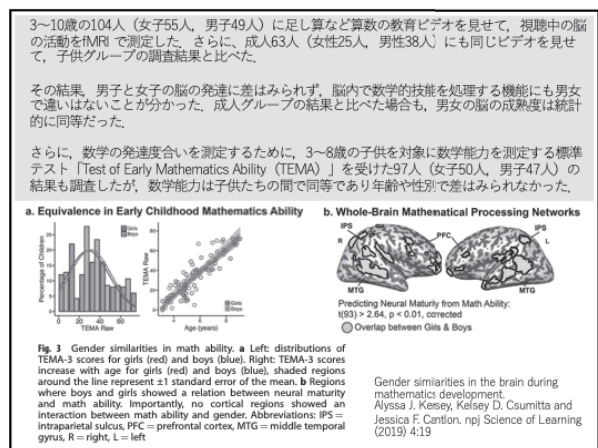 3〜10歳の104人（女子55人，男子49人）に足し算など算数の教育ビデオを見せて，視聴中の脳
の活動をfMRI で測定した．さらに、成人63人（女性25人，男性38人）にも同じビデオを見せ
て，子供グループの調査結果と比べた．
その結果，男子と女子の脳の発達に差はみられず，脳内で数学的技能を処理する機能にも男女
で違いはないことが分かった．成人グループの結果と比べた場合も，男女の脳の成熟度は統計
的に同等だった．
さらに，数学の発達度合いを測定するために，3〜8歳の子供を対象に数学能力を測定する標準
テスト「Test of Early Mathematics Ability（TEMA）」を受けた97人（女子50人，男子47人）の
結果も調査したが，数学能力は子供たちの間で同等であり年齢や性別で差はみられなかった．
a. Equivalence in Early Childhood Mathematics Ability
Percentage of Children
25
20
15
10
5
0
0 20 40 60
TEMA Raw
Girls
Boys
TEMA Raw
80
60
40
20
0
4 6 8
Age (years)
Girls
Boys
b. Whole-Brain Mathematical Processing Networks
IPS
R
MTG
PFC
IPS
L
MTG
Predicting Neural Maturiy from Math Ability:
t(93) > 2.64, p < 0.01, corrected
Overlap between Girls & Boys
Fig. 3 Gender similarities in math ability. a Left: distributions of
TEMA-3 scores for girls (red) and boys (blue). Right: TEMA-3 scores
increase with age for girls (red) and boys (blue), shaded regions
around the line represent ±1 standard error of the mean. b Regions
where boys and girls showed a relation between neural maturity
and math ability. Importantly, no cortical regions showed an
interaction between math ability and gender. Abbreviations: IPS =
intraparietal sulcus, PFC = prefrontal cortex, MTG = middle temporal
gyrus, R = right, L = left
Gender similarities in the brain during
mathematics development.
Alyssa J. Kersey, Kelsey D. Csumitta and
Jessica F. Cantlon. npj Science of Learning
(2019) 4:19